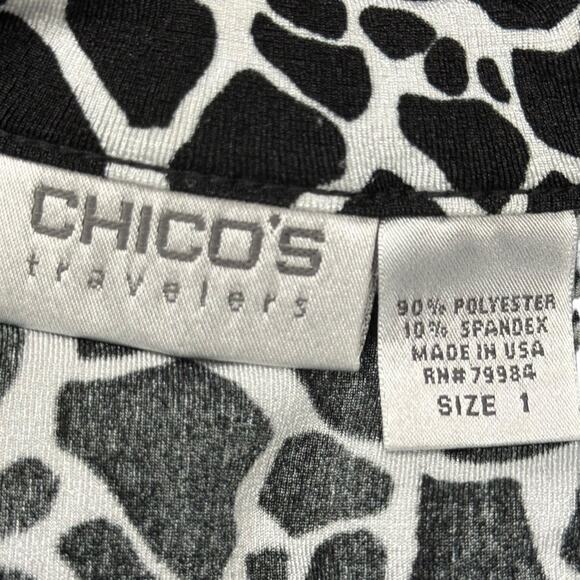 CHICO'S
travelers
90% POLYESTER
10% SPANDEX
MADE IN USA
RN# 79984
SIZE 1